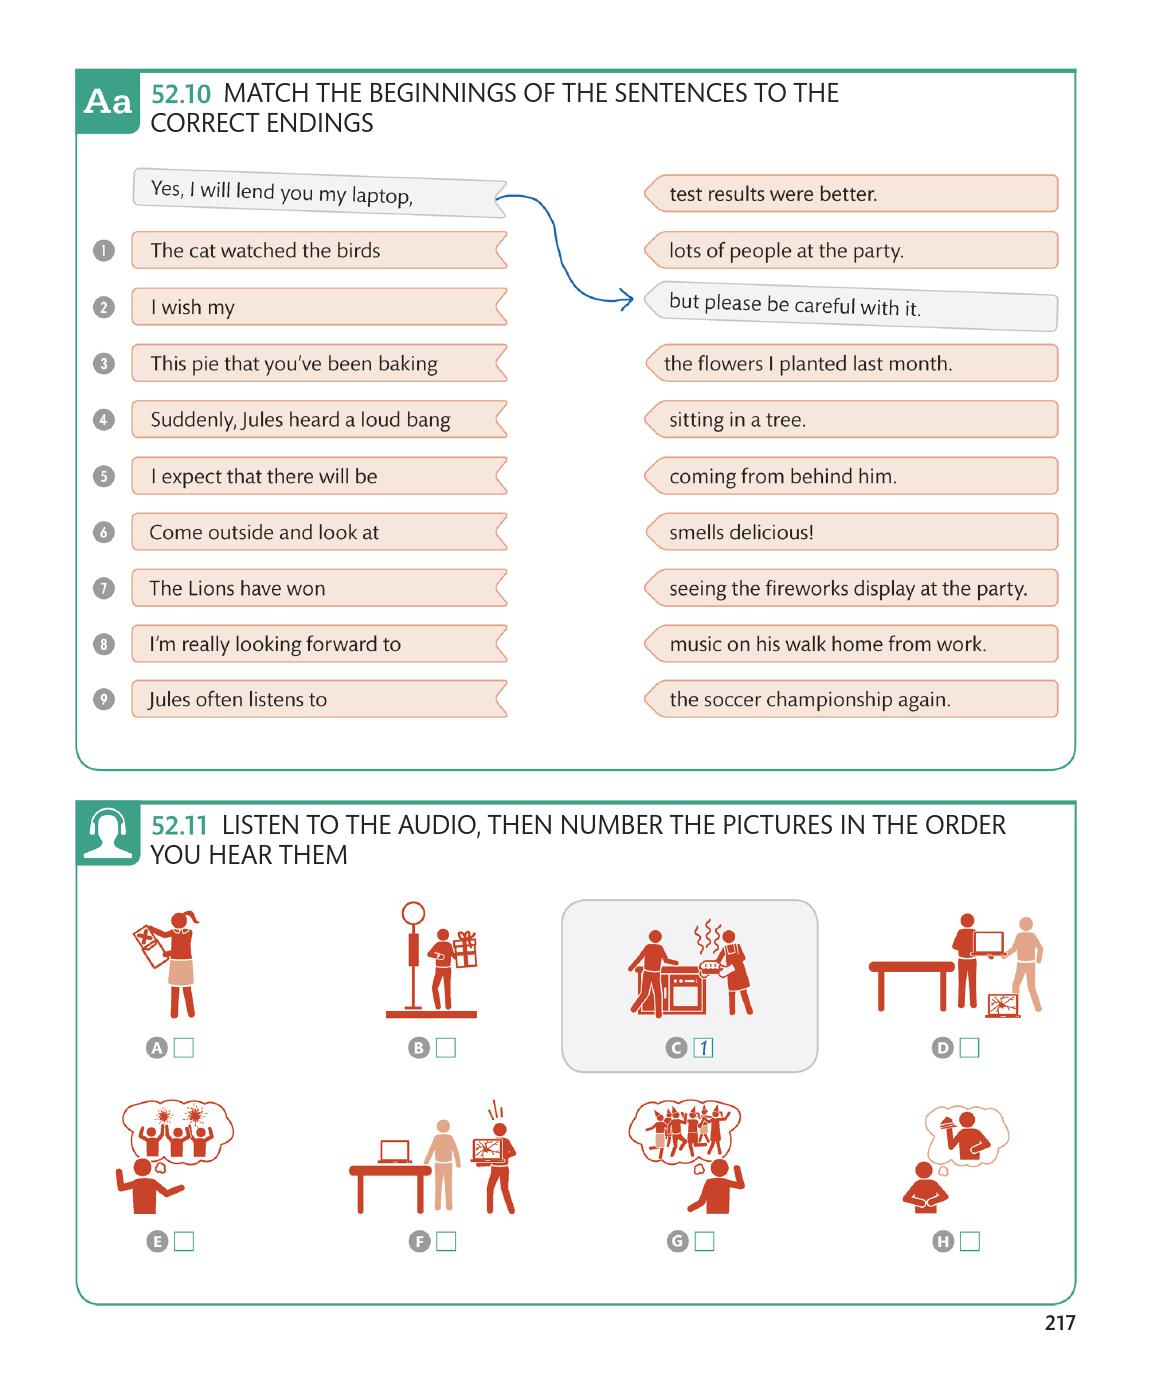 Aa
52.10 MATCH THE BEGINNINGS OF THE SENTENCES TO THE
CORRECT ENDINGS
Yes, I will lend you my laptop,
1 The cat watched the birds
2 I wish my
3 This pie that you've been baking
4 Suddenly, Jules heard a loud bang
5 I expect that there will be
6 Come outside and look at
7 The Lions have won
8 I'm really looking forward to
9 Jules often listens to
test results were better.
lots of people at the party.
but please be careful with it.
the flowers I planted last month.
sitting in a tree.
coming from behind him.
smells delicious!
seeing the fireworks display at the party.
music on his walk home from work.
the soccer championship again.
52.11 LISTEN TO THE AUDIO, THEN NUMBER THE PICTURES IN THE ORDER
YOU HEAR THEM
A
B
C 1
D
E
F
G
H
217